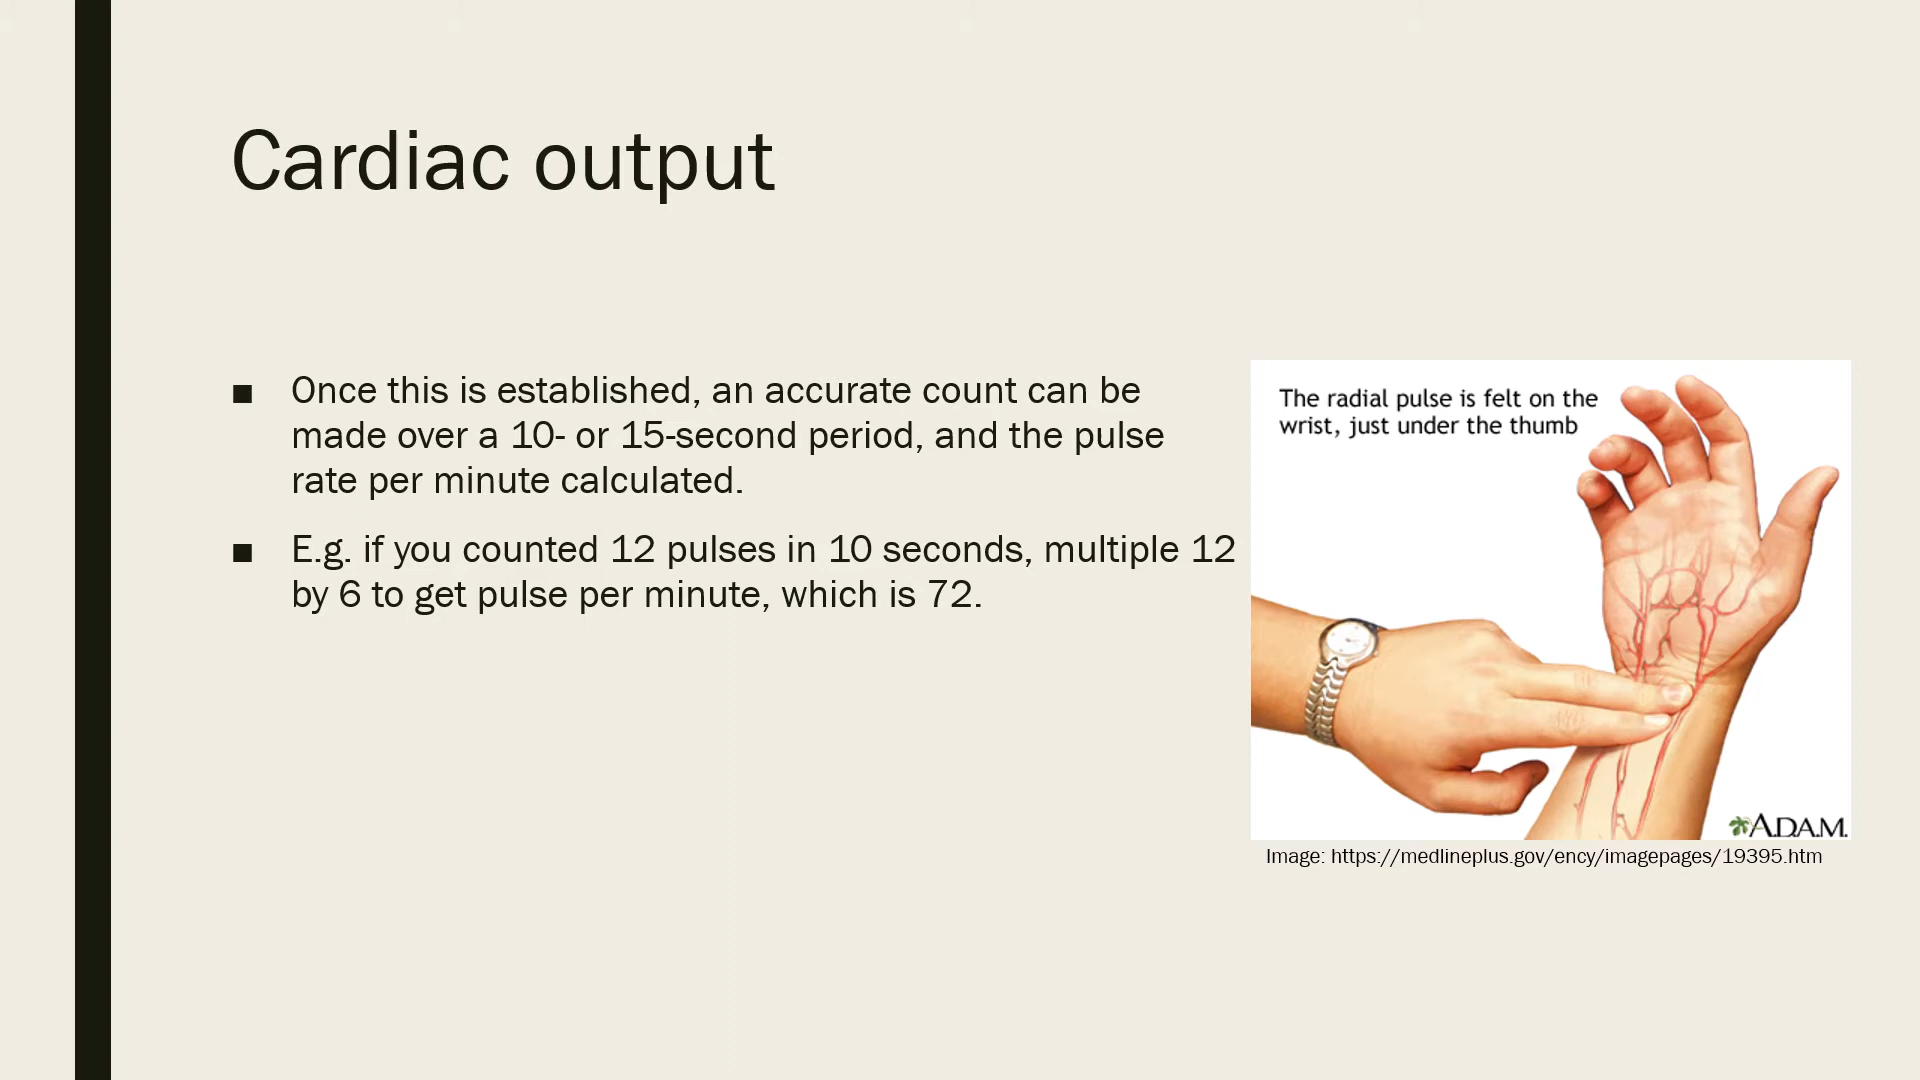 Cardiac output
■ Once this is established, an accurate count can be
made over a 10- or 15-second period, and the pulse
rate per minute calculated.
■ E.g. if you counted 12 pulses in 10 seconds, multiple 12
by 6 to get pulse per minute, which is 72.
The radial pulse is felt on the
wrist, just under the thumb
A.D.A.M.
Image: https://medlineplus.gov/ency/imagepages/19395.htm